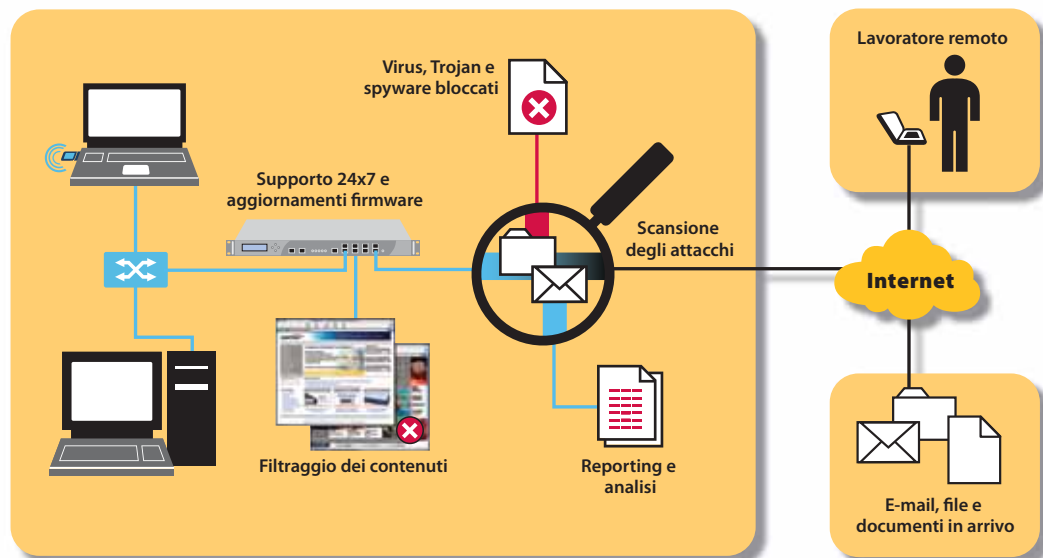 Virus, Trojan e
spyware bloccati
Supporto 24x7 e
aggiornamenti firmware
Scansione
degli attacchi
Filtraggio dei contenuti
Reporting e
analisi
Lavoratore remoto
Internet
E-mail, file e
documenti in arrivo